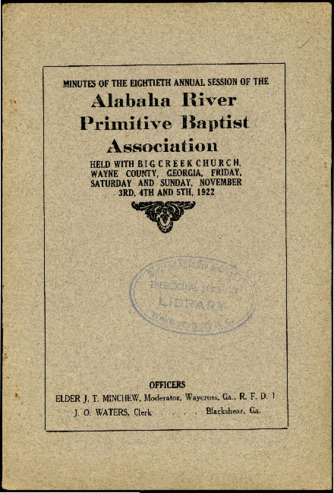 MINUTES OF THE EIGHTIETH ANNUAL SESSION OF THE
Alabaha River
Primitive Baptist
Association
HELD WITH BIG CREEK CHURCH,
WAYNE COUNTY, GEORGIA, FRIDAY,
SATURDAY AND SUNDAY, NOVEMBER
3RD, 4TH AND 5TH, 1922
THEOLOGICAL SEMINARY
LIBRARY
OFFICERS
ELDER J. T. MINCHEW, Moderator, Waycross, Ga., R. F. D. 1
J. O. WATERS, Clerk . . . . Blackshear, Ga.